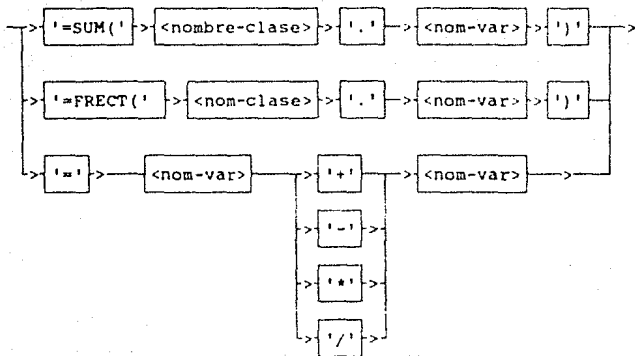 '=SUM(' <nombre-clase> '.' <nom-var> ')'
'=FRECT(' <nom-clase> '.' <nom-var> ')'
'=' <nom-var> '+' <nom-var>
'-'
'*'
'/'